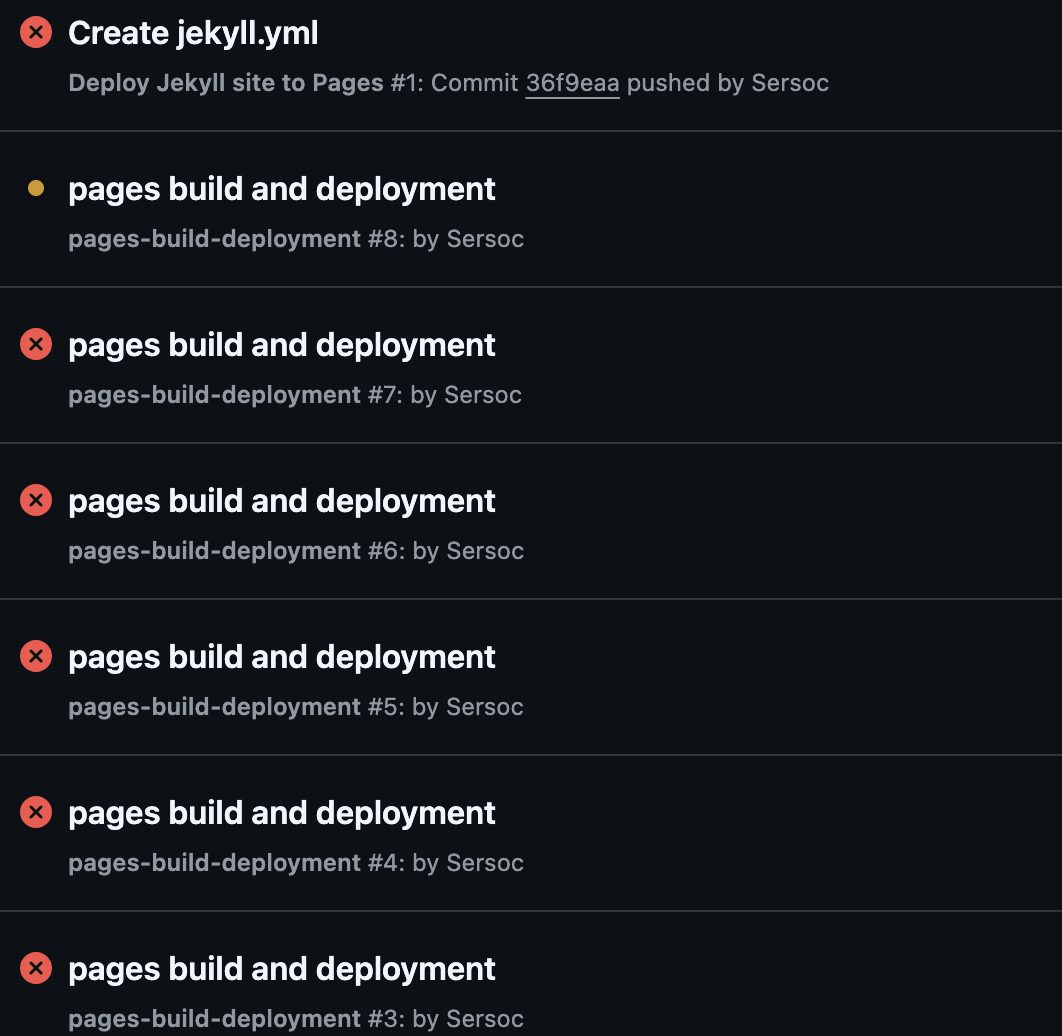 Create jekyll.yml
Deploy Jekyll site to Pages #1: Commit 36f9eaa pushed by Sersoc
pages build and deployment
pages-build-deployment #8: by Sersoc
pages build and deployment
pages-build-deployment #7: by Sersoc
pages build and deployment
pages-build-deployment #6: by Sersoc
pages build and deployment
pages-build-deployment #5: by Sersoc
pages build and deployment
pages-build-deployment #4: by Sersoc
pages build and deployment
pages-build-deployment #3: by Sersoc